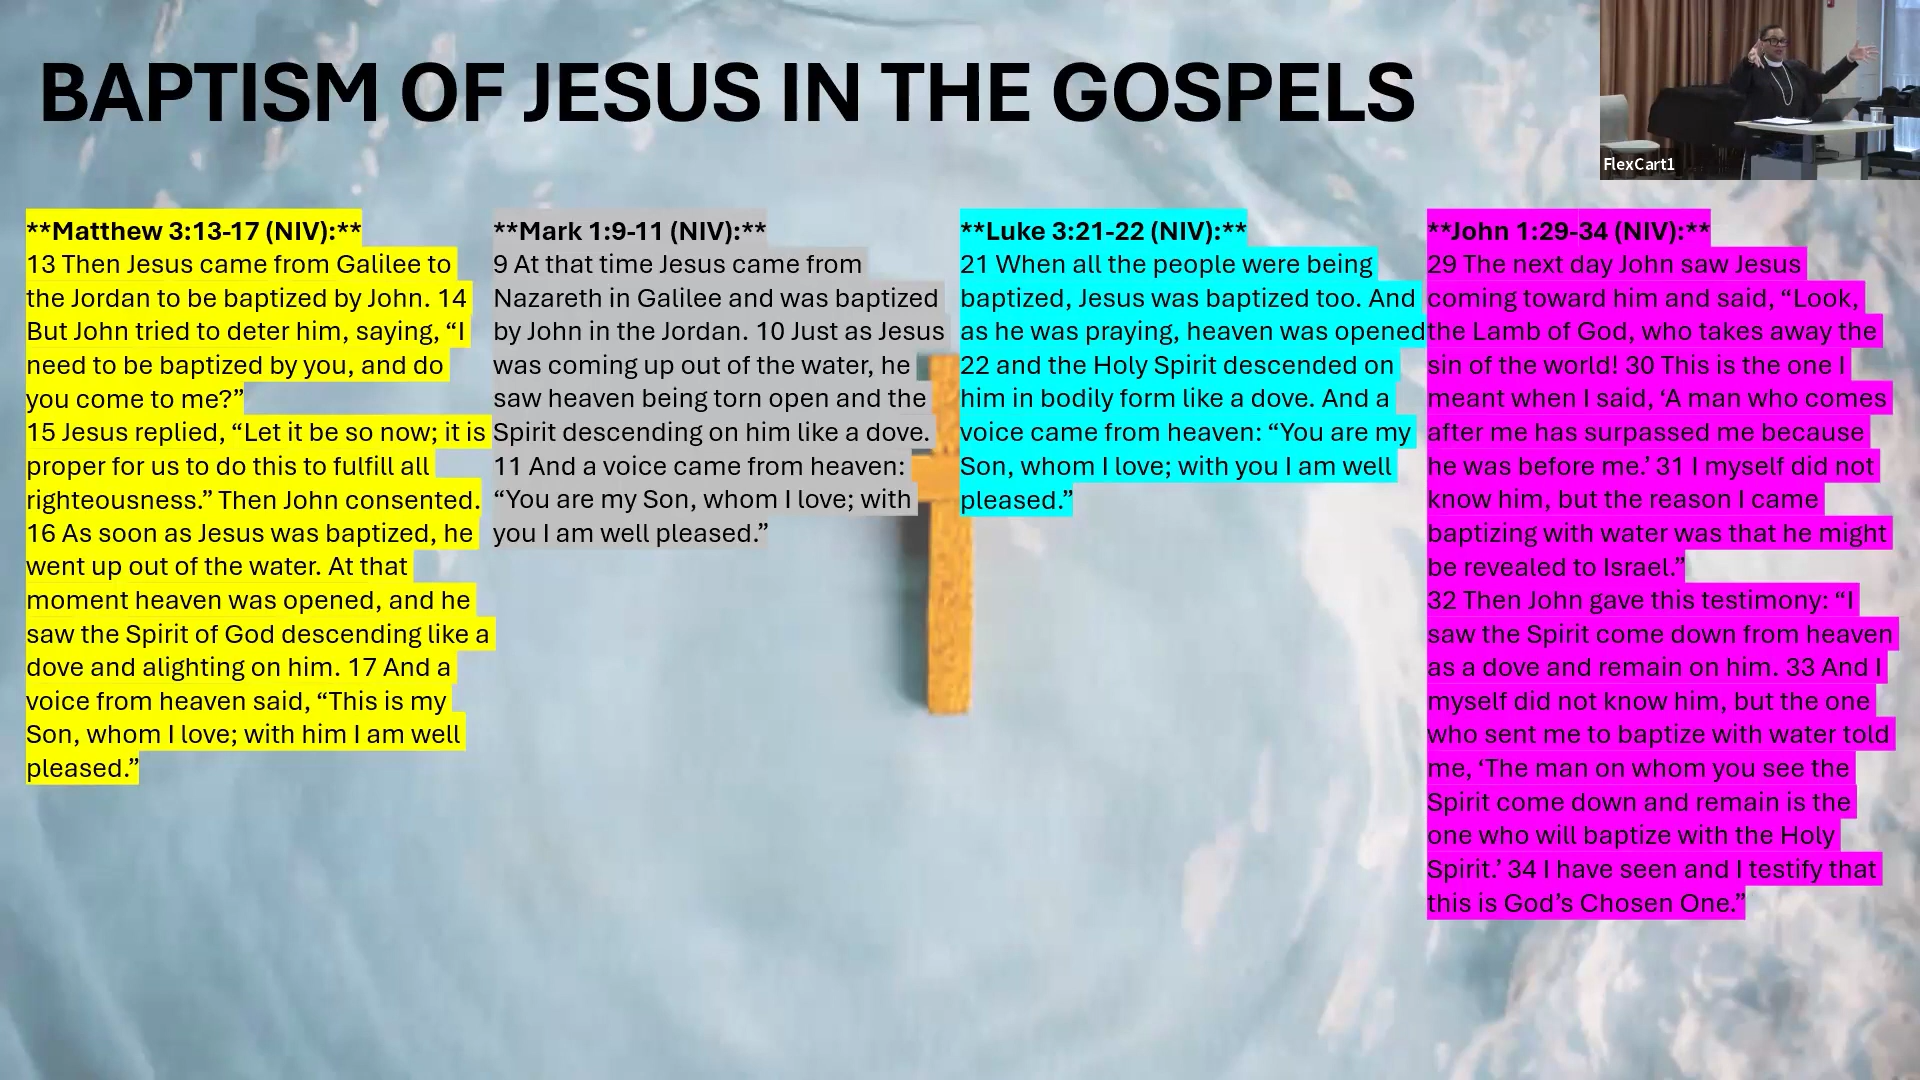 BAPTISM OF JESUS IN THE GOSPELS
FlexCart1
**Matthew 3:13-17 (NIV):**
13 Then Jesus came from Galilee to
the Jordan to be baptized by John. 14
But John tried to deter him, saying, “I
need to be baptized by you, and do
you come to me?”
15 Jesus replied, “Let it be so now; it is
proper for us to do this to fulfill all
righteousness.” Then John consented.
16 As soon as Jesus was baptized, he
went up out of the water. At that
moment heaven was opened, and he
saw the Spirit of God descending like a
dove and alighting on him. 17 And a
voice from heaven said, “This is my
Son, whom I love; with him I am well
pleased.”
**Mark 1:9-11 (NIV):**
9 At that time Jesus came from
Nazareth in Galilee and was baptized
by John in the Jordan. 10 Just as Jesus
was coming up out of the water, he
saw heaven being torn open and the
Spirit descending on him like a dove.
11 And a voice came from heaven:
“You are my Son, whom I love; with
you I am well pleased.”
**Luke 3:21-22 (NIV):**
21 When all the people were being
baptized, Jesus was baptized too. And
as he was praying, heaven was opened
22 and the Holy Spirit descended on
him in bodily form like a dove. And a
voice came from heaven: “You are my
Son, whom I love; with you I am well
pleased.”
**John 1:29-34 (NIV):**
29 The next day John saw Jesus
coming toward him and said, “Look,
the Lamb of God, who takes away the
sin of the world! 30 This is the one I
meant when I said, ‘A man who comes
after me has surpassed me because
he was before me.’ 31 I myself did not
know him, but the reason I came
baptizing with water was that he might
be revealed to Israel.”
32 Then John gave this testimony: “I
saw the Spirit come down from heaven
as a dove and remain on him. 33 And I
myself did not know him, but the one
who sent me to baptize with water told
me, ‘The man on whom you see the
Spirit come down and remain is the
one who will baptize with the Holy
Spirit.’ 34 I have seen and I testify that
this is God’s Chosen One.”